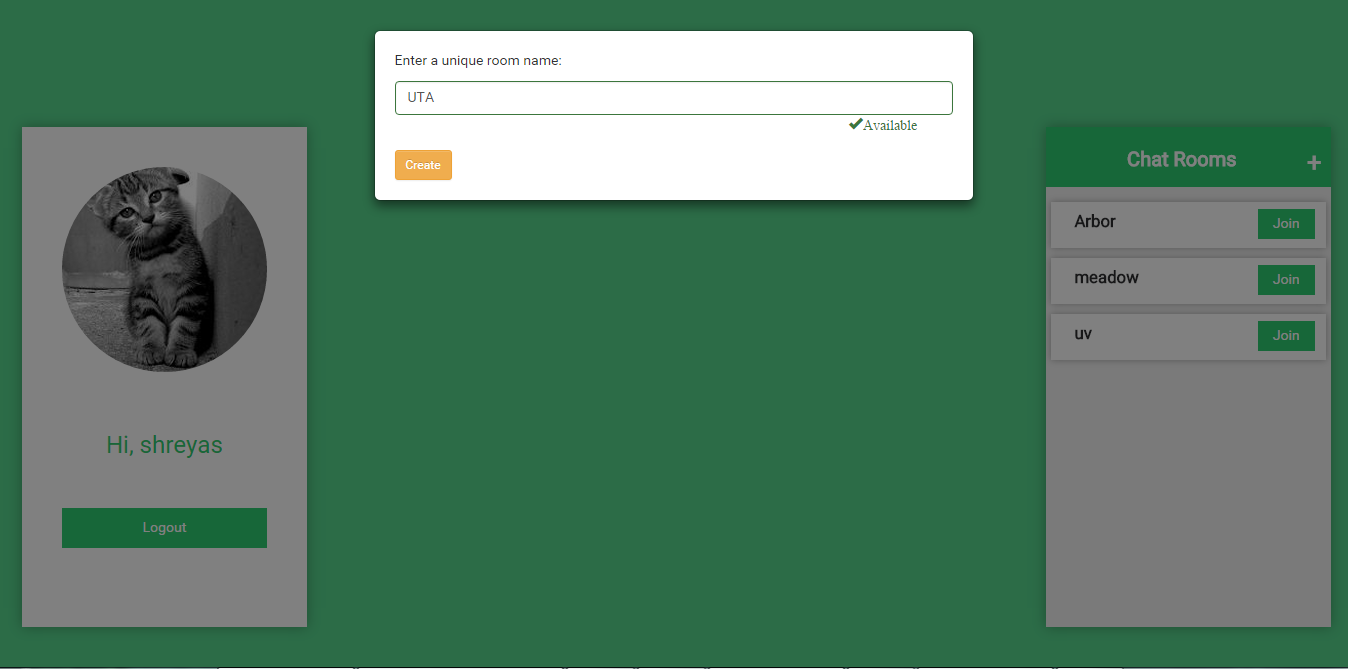 Enter a unique room name:
UTA
✔Available
Create
Hi, shreyas
Logout
Chat Rooms +
Arbor Join
meadow Join
uv Join